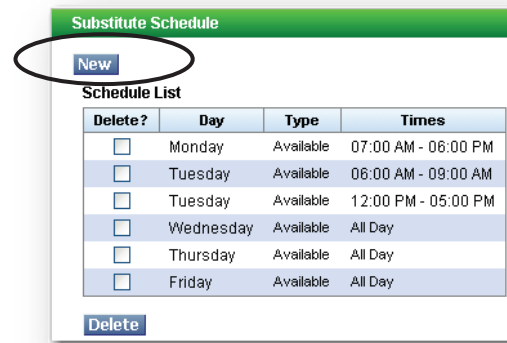 Substitute Schedule
New
Schedule List
Delete? Day Type Times
Monday Available 07:00 AM - 06:00 PM
Tuesday Available 06:00 AM - 09:00 AM
Tuesday Available 12:00 PM - 05:00 PM
Wednesday Available All Day
Thursday Available All Day
Friday Available All Day
Delete